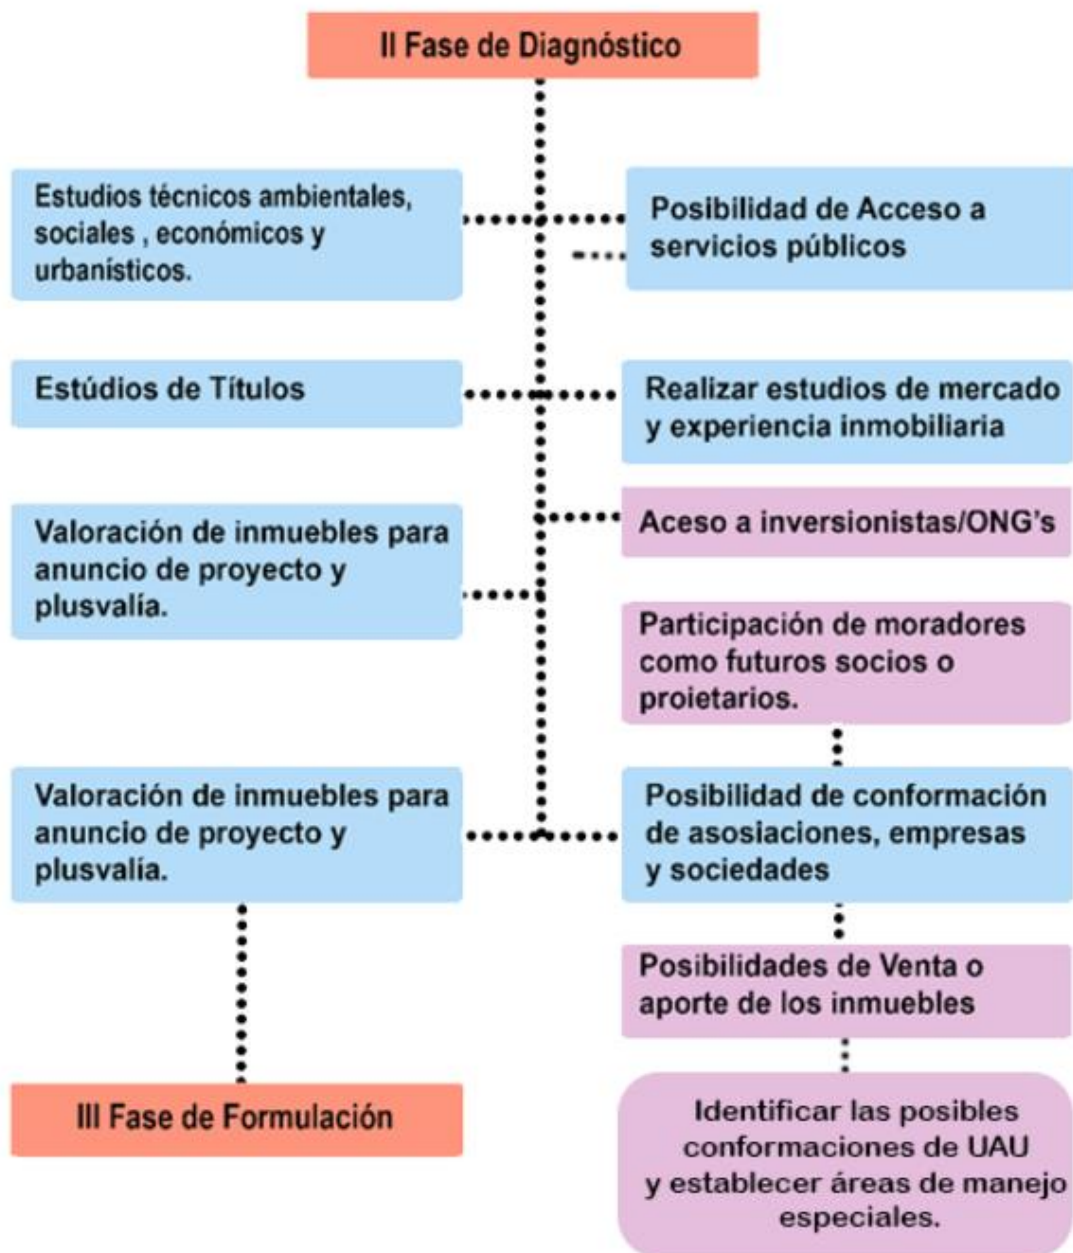 II Fase de Diagnóstico
Estudios técnicos ambientales,
sociales , económicos y
urbanísticos.
Posibilidad de Acceso a
servicios públicos
Estúdios de Títulos
Realizar estudios de mercado
y experiencia inmobiliaria
Valoración de inmuebles para
anuncio de proyecto y
plusvalía.
Aceso a inversionistas/ONG's
Participación de moradores
como futuros socios o
proietarios.
Valoración de inmuebles para
anuncio de proyecto y
plusvalía.
Posibilidad de conformación
de asosiaciones, empresas
y sociedades
Posibilidades de Venta o
aporte de los inmuebles
III Fase de Formulación
Identificar las posibles
conformaciones de UAU
y establecer áreas de manejo
especiales.